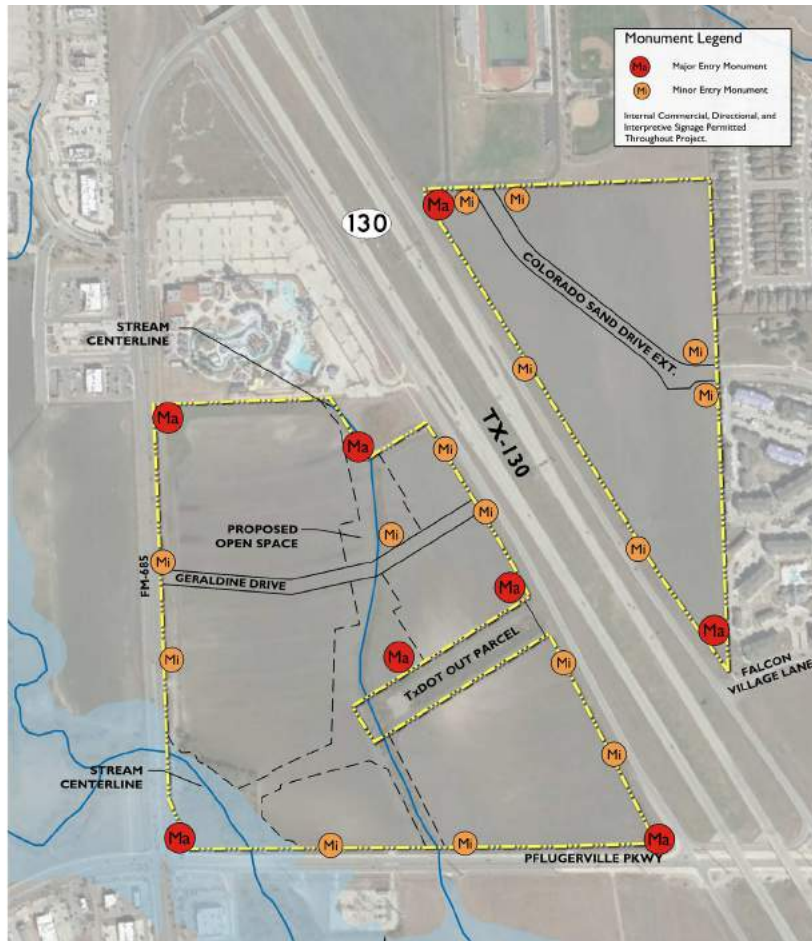 Monument Legend
Ma Major Entry Monument
Mi Minor Entry Monument
Internal Commercial, Directional, and
Interpretive Signage Permitted
Throughout Project.
130
Ma
Mi
Mi
COLORADO SAND DRIVE EXT.
STREAM
CENTERLINE
Mi
Mi
Mi
Ma
Ma
TX-130
Mi
Mi
PROPOSED
OPEN SPACE
Mi
Mi
FM-685
Mi
GERALDINE DRIVE
Ma
Ma
Mi
Ma
TxDOT OUT PARCEL
Mi
FALCON
VILLAGE LANE
Mi
STREAM
CENTERLINE
Ma
Mi
Mi
Ma
PFLUGERVILLE PKWY